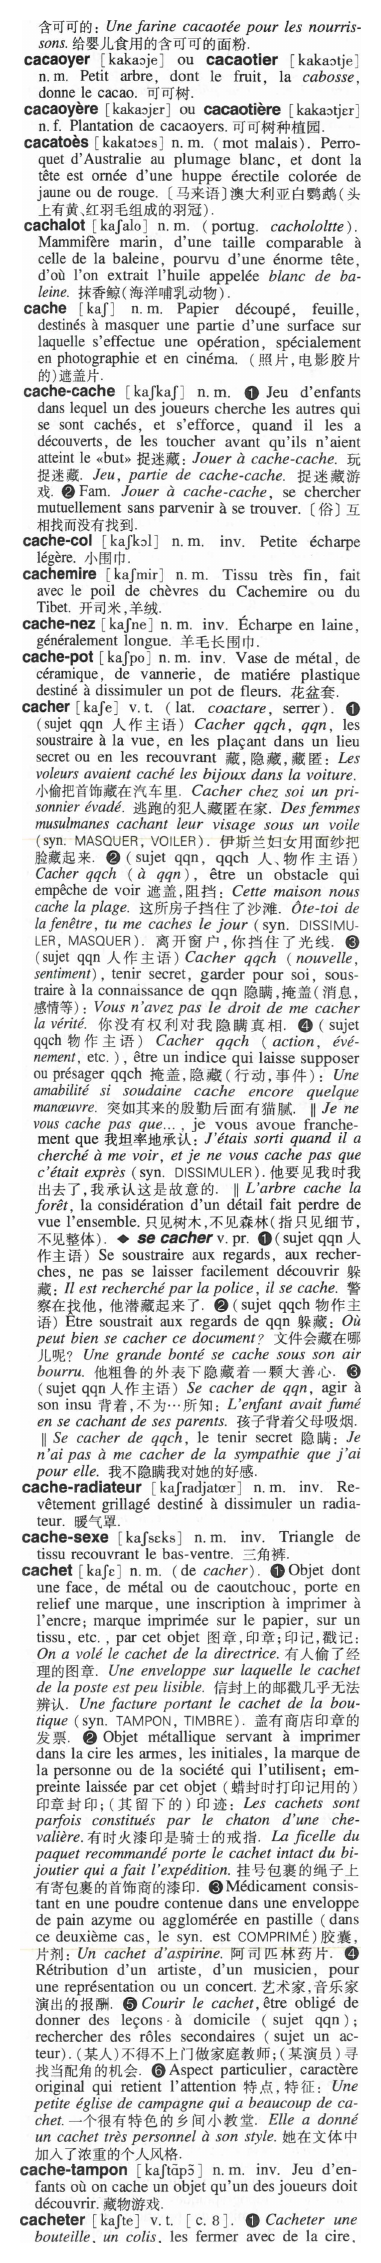 含可可的: Une farine cacaotée pour les nourris-
sons. 给婴儿食用的含可可的面粉.
cacaoyer [kakaɔje] ou cacaotier [kakaɔtje]
n. m. Petit arbre, dont le fruit, la cabosse,
donne le cacao. 可可树.
cacaoyère [kakaɔjɛr] ou cacaotière [kakaɔtjɛr]
n. f. Plantation de cacaoyers. 可可树种植园.
cacatoès [kakatɔɛs] n. m. (mot malais). Perro-
quet d'Australie au plumage blanc, et dont la
tête est ornée d'une huppe érectile colorée de
jaune ou de rouge. 〔马来语〕澳大利亚白鹦鹉(头
上有黄、红羽毛组成的羽冠).
cachalot [kaʃalo] n. m. (portug. cacholotte).
Mammifère marin, d'une taille comparable à
celle de la baleine, pourvu d'une énorme tête,
d'où l'on extrait l'huile appelée blanc de ba-
leine. 抹香鲸(海洋哺乳动物).
cache [kaʃ] n. m. Papier découpé, feuille,
destinés à masquer une partie d'une surface sur
laquelle s'effectue une opération, spécialement
en photographie et en cinéma. (照片,电影胶片
的)遮盖片.
cache-cache [kaʃkaʃ] n. m. ❶ Jeu d'enfants
dans lequel un des joueurs cherche les autres qui
se sont cachés, et s'efforce, quand il les a
découverts, de les toucher avant qu'ils n'aient
atteint le «but» 捉迷藏: Jouer à cache-cache. 玩
捉迷藏. Jeu, partie de cache-cache. 捉迷藏游
戏. ❷ Fam. Jouer à cache-cache, se chercher
mutuellement sans parvenir à se trouver. 〔俗〕互
相找而没有找到.
cache-col [kaʃkɔl] n. m. inv. Petite écharpe
légère. 小围巾.
cachemire [kaʃmir] n. m. Tissu très fin, fait
avec le poil de chèvres du Cachemire ou du
Tibet. 开司米,羊绒.
cache-nez [kaʃne] n. m. inv. Écharpe en laine,
généralement longue. 羊毛长围巾.
cache-pot [kaʃpo] n. m. inv. Vase de métal, de
céramique, de vannerie, de matiére plastique
destiné à dissimuler un pot de fleurs. 花盆套.
cacher [kaʃe] v. t. (lat. coactare, serrer). ❶
(sujet qqn 人作主语) Cacher qqch, qqn, les
soustraire à la vue, en les plaçant dans un lieu
secret ou en les recouvrant 藏,隐藏,藏匿: Les
voleurs avaient caché les bijoux dans la voiture.
小偷把首饰藏在汽车里. Cacher chez soi un pri-
sonnier évadé. 逃跑的犯人藏匿在家. Des femmes
musulmanes cachant leur visage sous un voile
(syn. MASQUER, VOILER). 伊斯兰妇女用面纱把
脸藏起来. ❷ (sujet qqn, qqch 人、物作主语)
Cacher qqch (à qqn), être un obstacle qui
empêche de voir 遮盖,阻挡: Cette maison nous
cache la plage. 这所房子挡住了沙滩. Ôte-toi de
la fenêtre, tu me caches le jour (syn. DISSIMU-
LER, MASQUER). 离开窗户,你挡住了光线. ❸
(sujet qqn 人作主语) Cacher qqch (nouvelle,
sentiment), tenir secret, garder pour soi, sous-
traire à la connaissance de qqn 隐瞒,掩盖(消息,
感情等): Vous n'avez pas le droit de me cacher
la vérité. 你没有权利对我隐瞒真相. ❹ (sujet
qqch 物作主语) Cacher qqch (action, évé-
nement, etc.), être un indice qui laisse supposer
ou présager qqch 掩盖,隐藏(行动,事件): Une
amabilité si soudaine cache encore quelque
manœuvre. 突如其来的殷勤后面有猫腻. ‖ Je ne
vous cache pas que..., je vous avoue franche-
ment que 我坦率地承认: J'étais sorti quand il a
cherché à me voir, et je ne vous cache pas que
c'était exprès (syn. DISSIMULER). 他要见我时我
出去了,我承认这是故意的. ‖ L'arbre cache la
forêt, la considération d'un détail fait perdre de
vue l'ensemble. 只见树木,不见森林(指只见细节,
不见整体). ◆ se cacher v. pr. ❶ (sujet qqn 人
作主语) Se soustraire aux regards, aux recher-
ches, ne pas se laisser facilement découvrir 躲
藏: Il est recherché par la police, il se cache. 警
察在找他, 他潜藏起来了. ❷ (sujet qqch 物作主
语) Être soustrait aux regards de qqn 躲藏: Où
peut bien se cacher ce document? 文件会藏在哪
儿呢? Une grande bonté se cache sous son air
bourru. 他粗鲁的外表下隐藏着一颗大善心. ❸
(sujet qqn 人作主语) Se cacher de qqn, agir à
son insu 背着,不为…所知: L'enfant avait fumé
en se cachant de ses parents. 孩子背着父母吸烟.
‖ Se cacher de qqch, le tenir secret 隐瞒: Je
n'ai pas à me cacher de la sympathie que j'ai
pour elle. 我不隐瞒我对她的好感.
cache-radiateur [kaʃradjatœr] n. m. inv. Re-
vêtement grillagé destiné à dissimuler un radia-
teur. 暖气罩.
cache-sexe [kaʃsɛks] n. m. inv. Triangle de
tissu recouvrant le bas-ventre. 三角裤.
cachet [kaʃɛ] n. m. (de cacher). ❶ Objet dont
une face, de métal ou de caoutchouc, porte en
relief une marque, une inscription à imprimer à
l'encre; marque imprimée sur le papier, sur un
tissu, etc., par cet objet 图章,印章;印记,戳记:
On a volé le cachet de la directrice. 有人偷了经
理的图章. Une enveloppe sur laquelle le cachet
de la poste est peu lisible. 信封上的邮戳几乎无法
辨认. Une facture portant le cachet de la bou-
tique (syn. TAMPON, TIMBRE). 盖有商店印章的
发票. ❷ Objet métallique servant à imprimer
dans la cire les armes, les initiales, la marque de
la personne ou de la société qui l'utilisent; em-
preinte laissée par cet objet (蜡封时打印记用的)
印章封印;(其留下的)印迹: Les cachets sont
parfois constitués par le chaton d'une che-
valière. 有时火漆印是骑士的戒指. La ficelle du
paquet recommandé porte le cachet intact du bi-
joutier qui a fait l'expédition. 挂号包裹的绳子上
有寄包裹的首饰商的漆印. ❸ Médicament consis-
tant en une poudre contenue dans une enveloppe
de pain azyme ou agglomérée en pastille (dans
ce deuxième cas, le syn. est COMPRIMÉ)胶囊,
片剂: Un cachet d'aspirine. 阿司匹林药片. ❹
Rétribution d'un artiste, d'un musicien, pour
une représentation ou un concert. 艺术家,音乐家
演出的报酬. ❺ Courir le cachet, être obligé de
donner des leçons à domicile (sujet qqn);
rechercher des rôles secondaires (sujet un ac-
teur). (某人)不得不上门做家庭教师;(某演员)寻
找当配角的机会. ❻ Aspect particulier, caractère
original qui retient l'attention 特点,特征: Une
petite église de campagne qui a beaucoup de ca-
chet. 一个很有特色的乡间小教堂. Elle a donné
un cachet très personnel à son style. 她在文体中
加入了浓重的个人风格.
cache-tampon [kaʃtɑ̃pɔ̃] n. m. inv. Jeu d'en-
fants où on cache un objet qu'un des joueurs doit
découvrir. 藏物游戏.
cacheter [kaʃte] v. t. [c. 8]. ❶ Cacheter une
bouteille, un colis, les fermer avec de la cire,